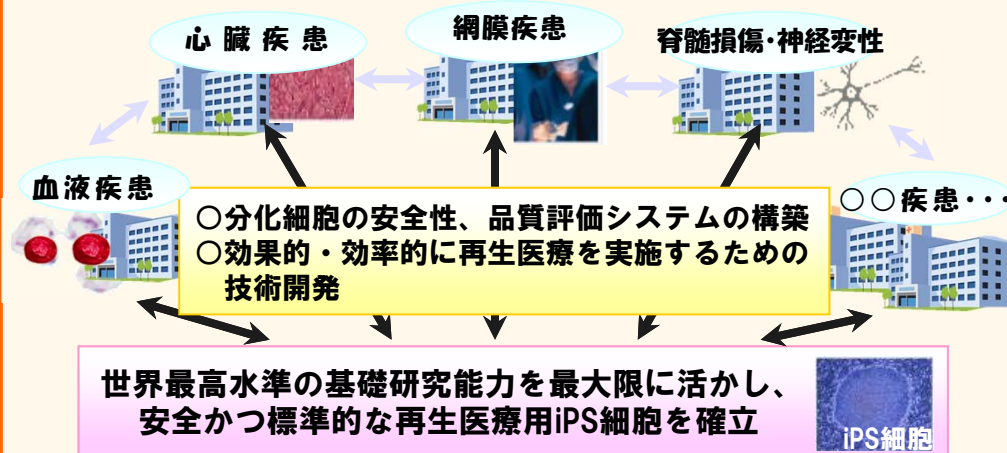 心臓疾患
網膜疾患
脊髄損傷・神経変性
血液疾患
○○疾患・・・
○分化細胞の安全性、品質評価システムの構築
○効果的・効率的に再生医療を実施するための
技術開発
世界最高水準の基礎研究能力を最大限に活かし、
安全かつ標準的な再生医療用iPS細胞を確立
iPS細胞